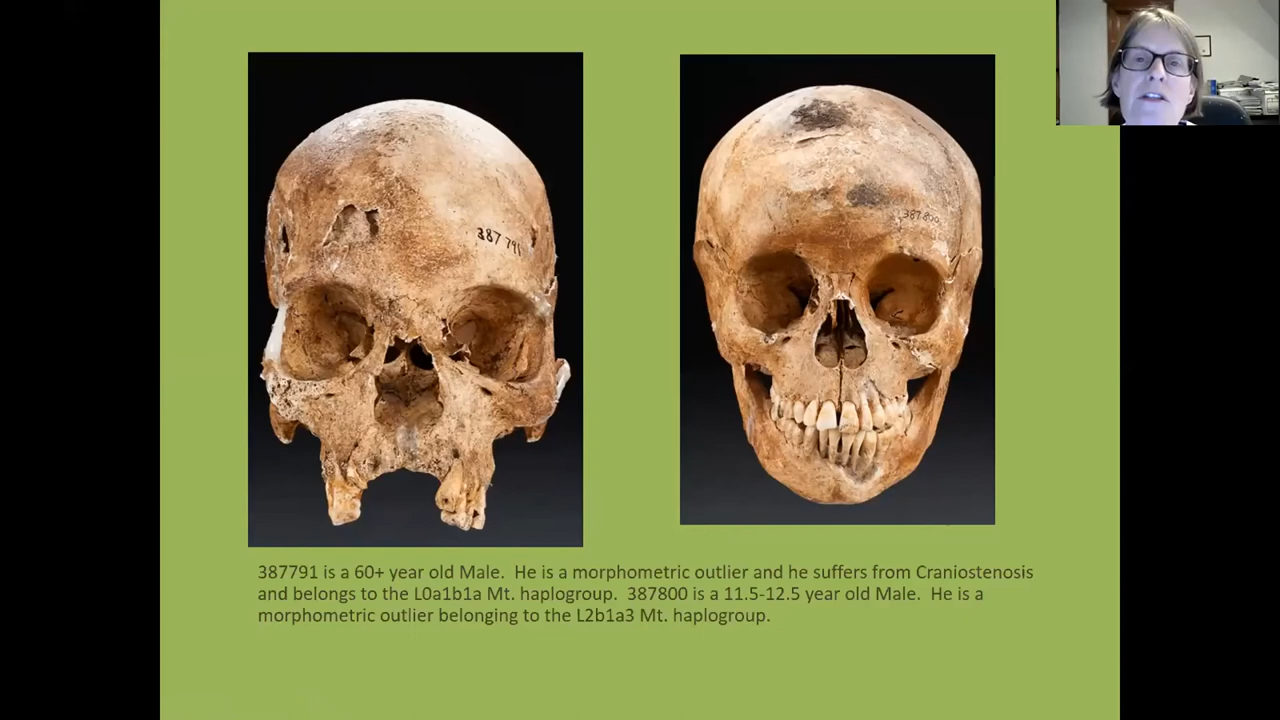 387 791
387800
387791 is a 60+ year old Male.  He is a morphometric outlier and he suffers from Craniostenosis
and belongs to the L0a1b1a Mt. haplogroup.  387800 is a 11.5-12.5 year old Male.  He is a
morphometric outlier belonging to the L2b1a3 Mt. haplogroup.